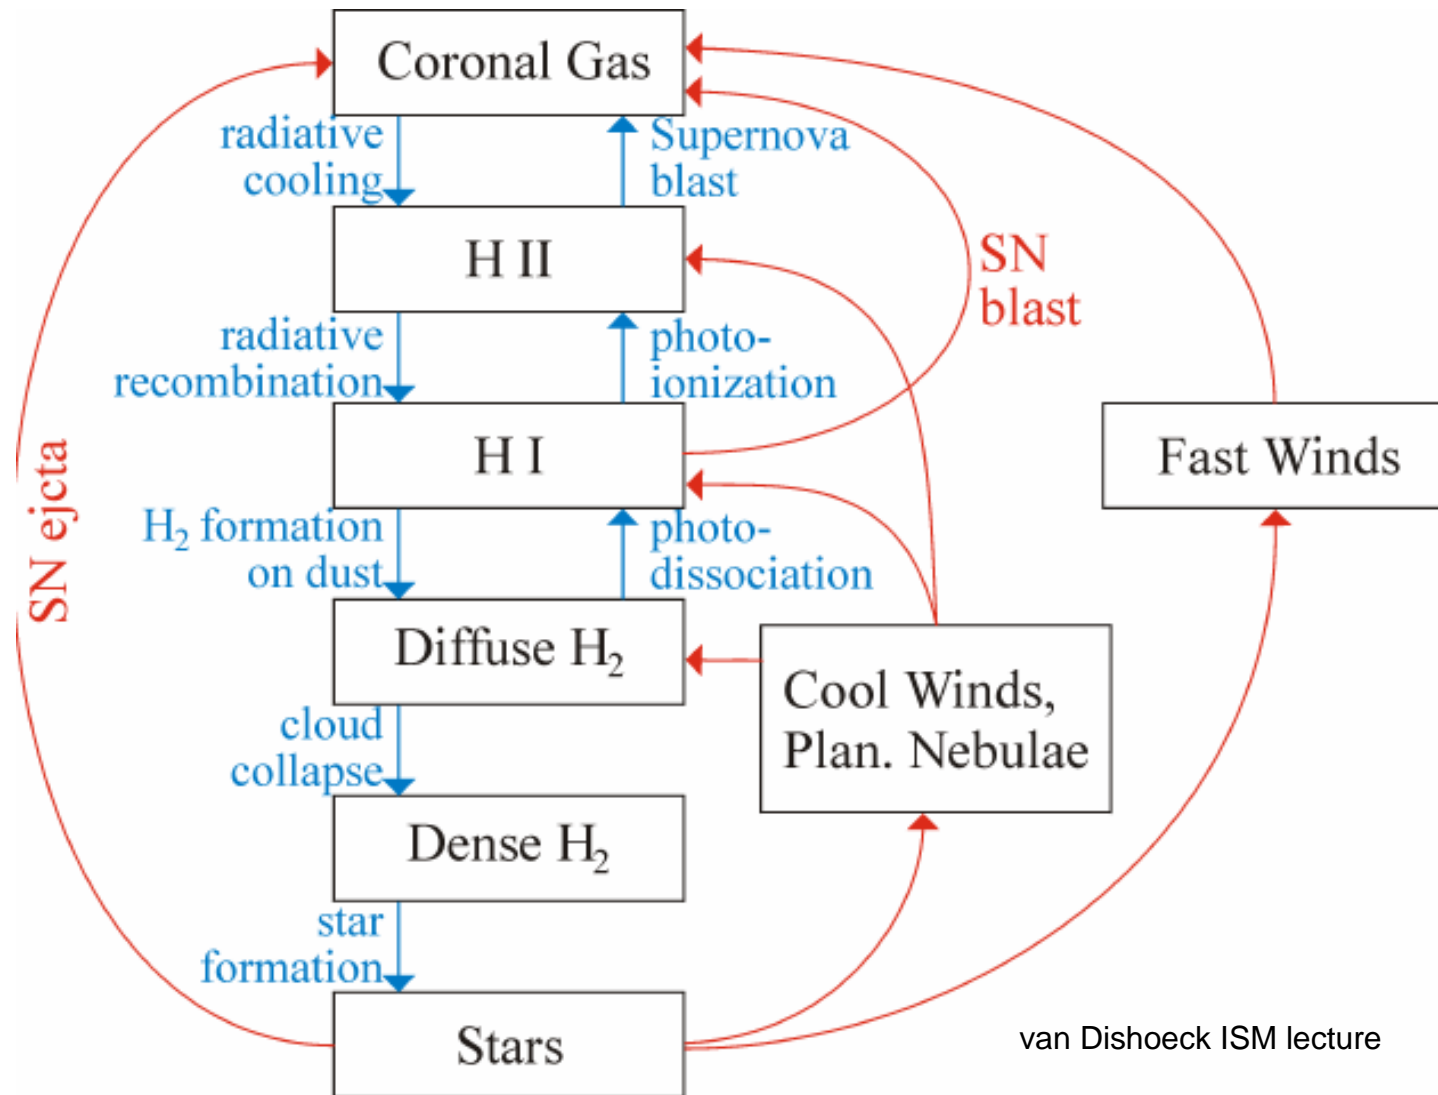 Coronal Gas
radiative
cooling
Supernova
blast
H II
SN
blast
radiative
recombination
photo-
ionization
H I
Fast Winds
SN ejcta
H₂ formation
on dust
photo-
dissociation
Diffuse H₂
Cool Winds,
Plan. Nebulae
cloud
collapse
Dense H₂
star
formation
Stars
van Dishoeck ISM lecture